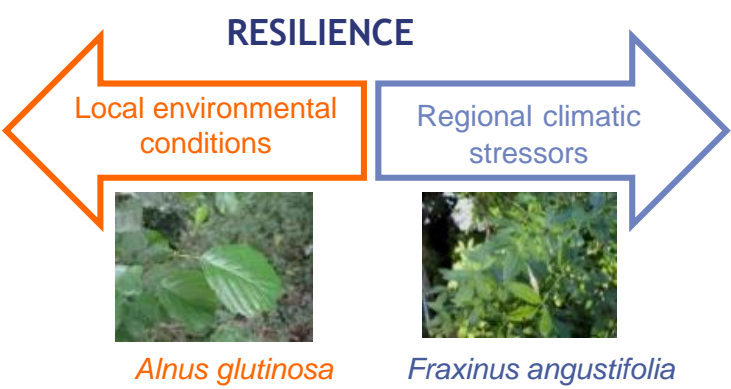 RESILIENCE
Local environmental
conditions
Regional climatic
stressors
Alnus glutinosa
Fraxinus angustifolia